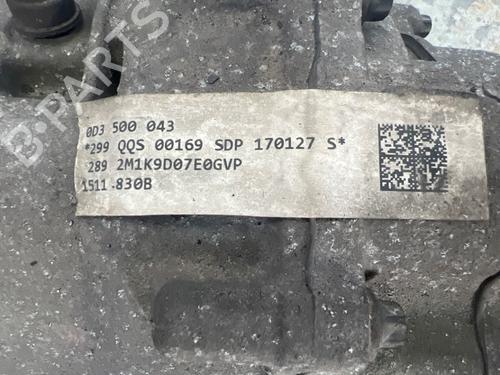 B-PARTS
0D3 500 043
*299 QQS 00169 SDP 170127 S*
289 2M1K9D07E0GVP
1511 830B